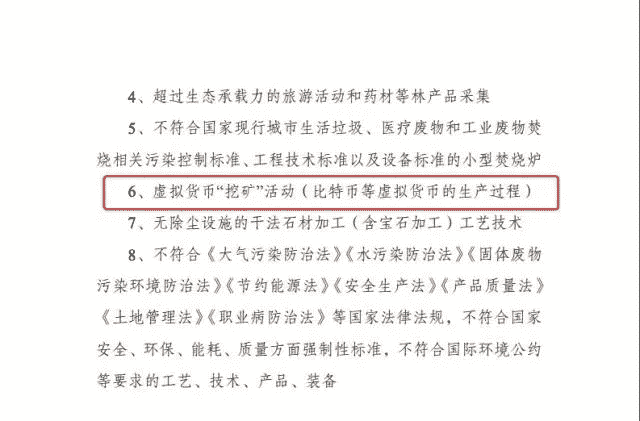 4、超过生态承载力的旅游活动和药材等林产品采集
5、不符合国家现行城市生活垃圾、医疗废物和工业废物焚
烧相关污染控制标准、工程技术标准以及设备标准的小型焚烧炉
6、虚拟货币“挖矿”活动（比特币等虚拟货币的生产过程）
7、无除尘设施的干法石材加工（含宝石加工）工艺技术
8、不符合《大气污染防治法》《水污染防治法》《固体废物
污染环境防治法》《节约能源法》《安全生产法》《产品质量法》
《土地管理法》《职业病防治法》等国家法律法规，不符合国家
安全、环保、能耗、质量方面强制性标准，不符合国际环境公约
等要求的工艺、技术、产品、装备